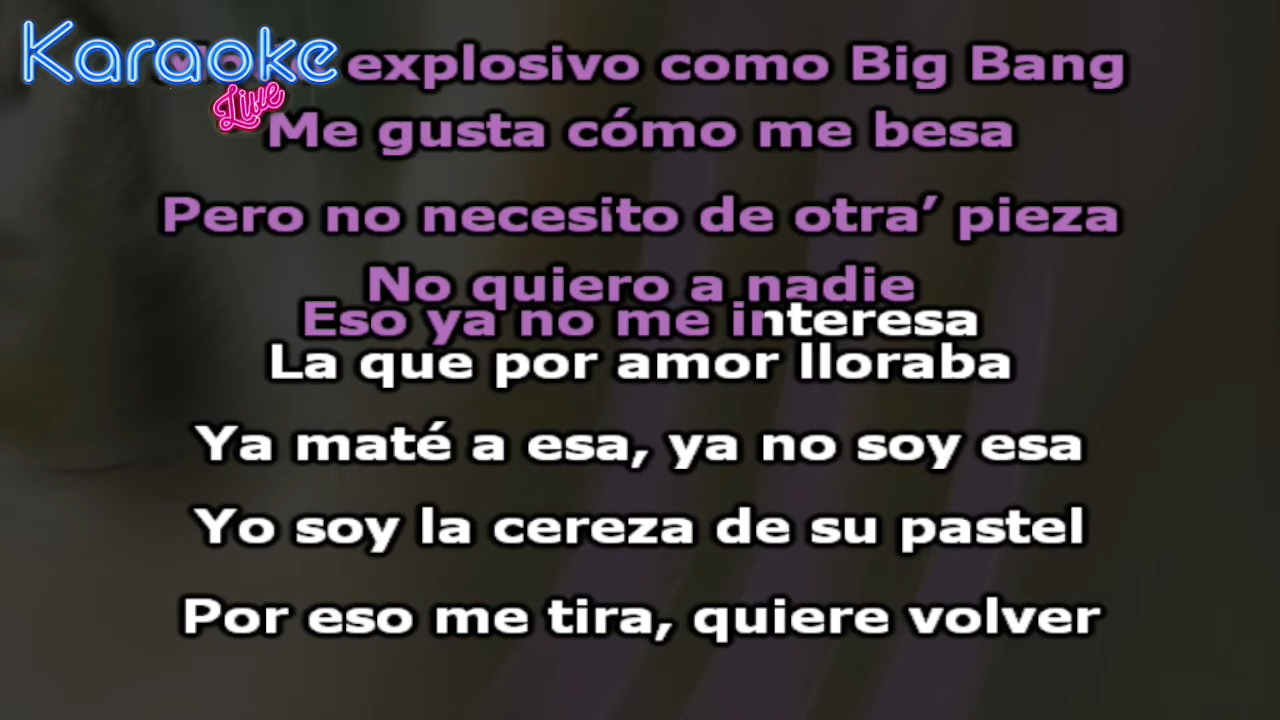 Karaoke
Live
explosivo como Big Bang
Me gusta cómo me besa
Pero no necesito de otra’ pieza
No quiero a nadie
Eso ya no me interesa
La que por amor lloraba
Ya maté a esa, ya no soy esa
Yo soy la cereza de su pastel
Por eso me tira, quiere volver